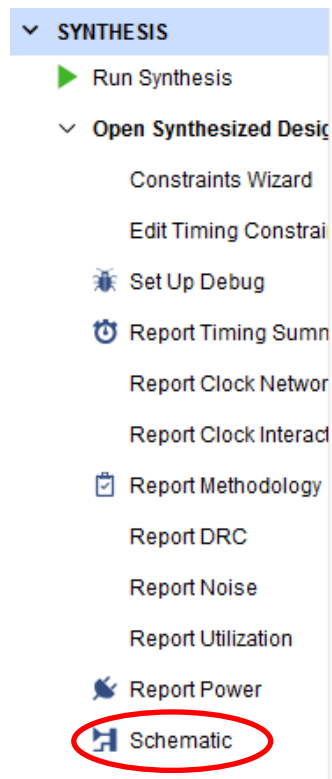 SYNTHESIS
Run Synthesis
Open Synthesized Desig
Constraints Wizard
Edit Timing Constrai
Set Up Debug
Report Timing Summ
Report Clock Networ
Report Clock Interact
Report Methodology
Report DRC
Report Noise
Report Utilization
Report Power
Schematic